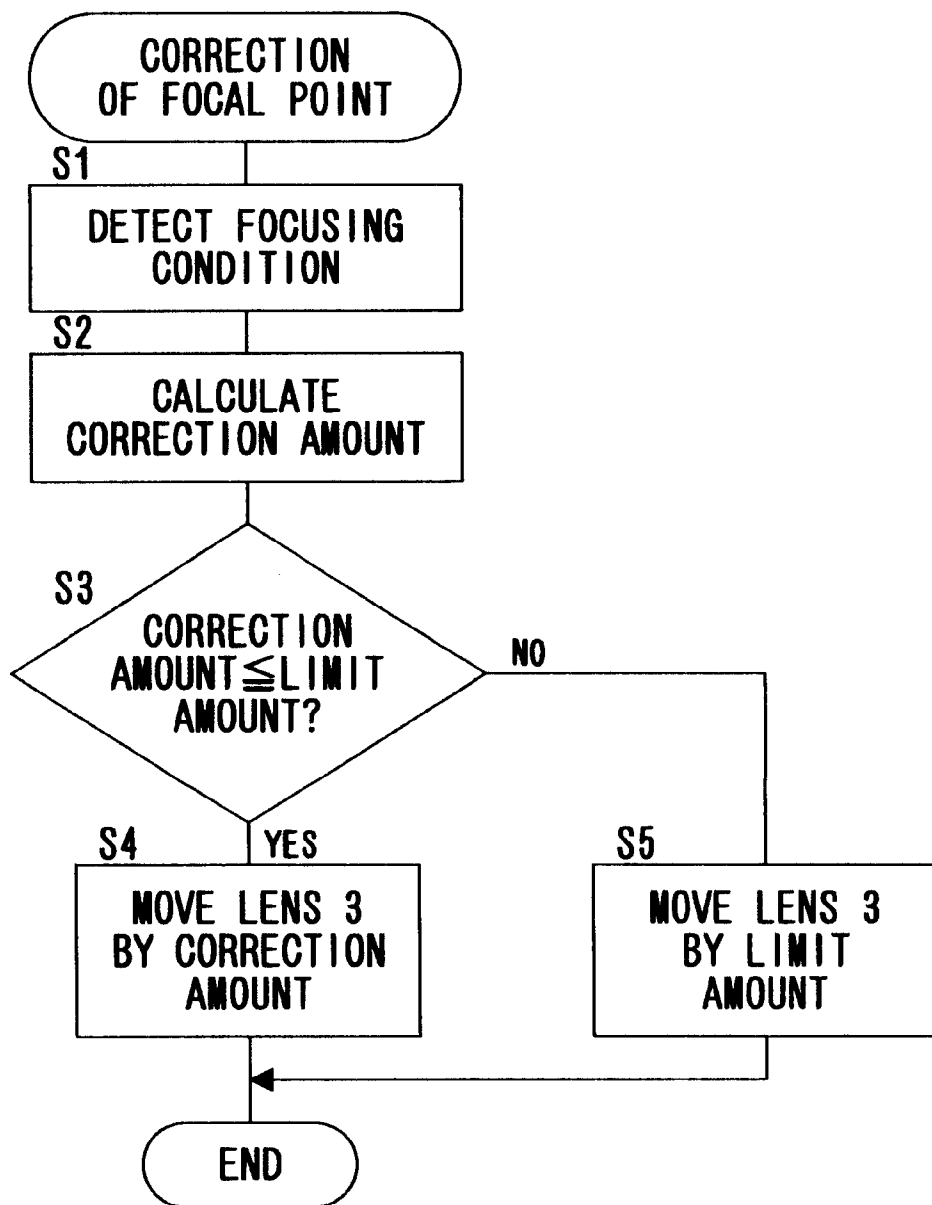 CORRECTION
OF FOCAL POINT
S1
DETECT FOCUSING
CONDITION
S2
CALCULATE
CORRECTION AMOUNT
S3
CORRECTION
AMOUNT≦LIMIT
AMOUNT?
NO
S4
YES
MOVE LENS 3
BY CORRECTION
AMOUNT
S5
MOVE LENS 3
BY LIMIT
AMOUNT
END